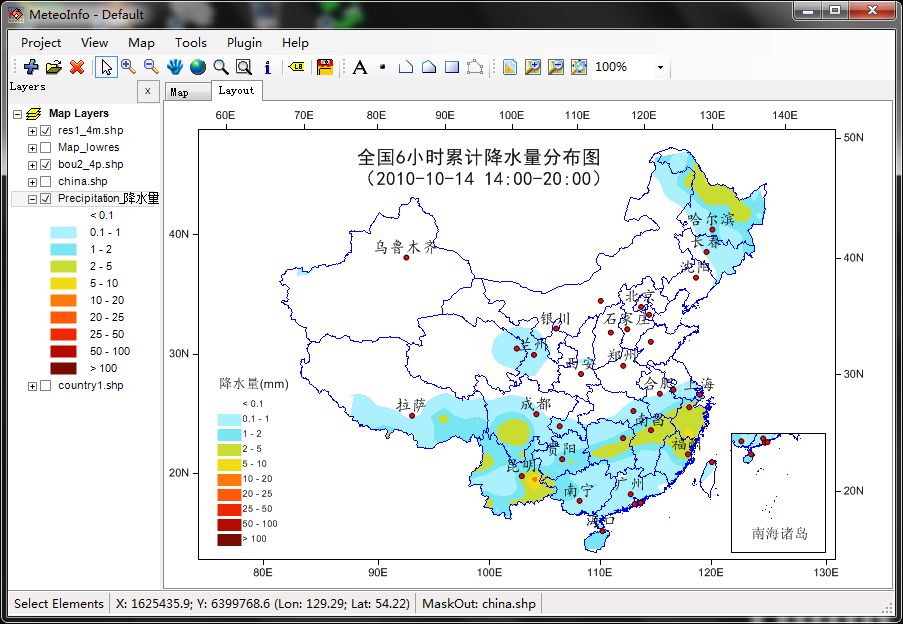 MeteoInfo - Default
Project View Map Tools Plugin Help
LB A 100%
Layers x
Map Layout
Map Layers
res1_4m.shp
Map_lowres
bou2_4p.shp
china.shp
Precipitation_降水量
< 0.1
0.1 - 1
1 - 2
2 - 5
5 - 10
10 - 20
20 - 25
25 - 50
50 - 100
> 100
country1.shp
60E 70E 80E 90E 100E 110E 120E 130E 140E
50N
全国6小时累计降水量分布图
(2010-10-14 14:00-20:00)
哈尔滨
40N
乌鲁木齐
长春
40N
沈阳
北京
银川
石家庄
兰州
30N
郑州
西安
30N
降水量(mm)
合肥
上海
拉萨
成都
南昌
福州
贵阳
昆明
20N
广州
南宁
20N
海口
南海诸岛
< 0.1
0.1 - 1
1 - 2
2 - 5
5 - 10
10 - 20
20 - 25
25 - 50
50 - 100
> 100
80E 90E 100E 110E 120E 130E
Select Elements X: 1625435.9; Y: 6399768.6 (Lon: 129.29; Lat: 54.22) MaskOut: china.shp